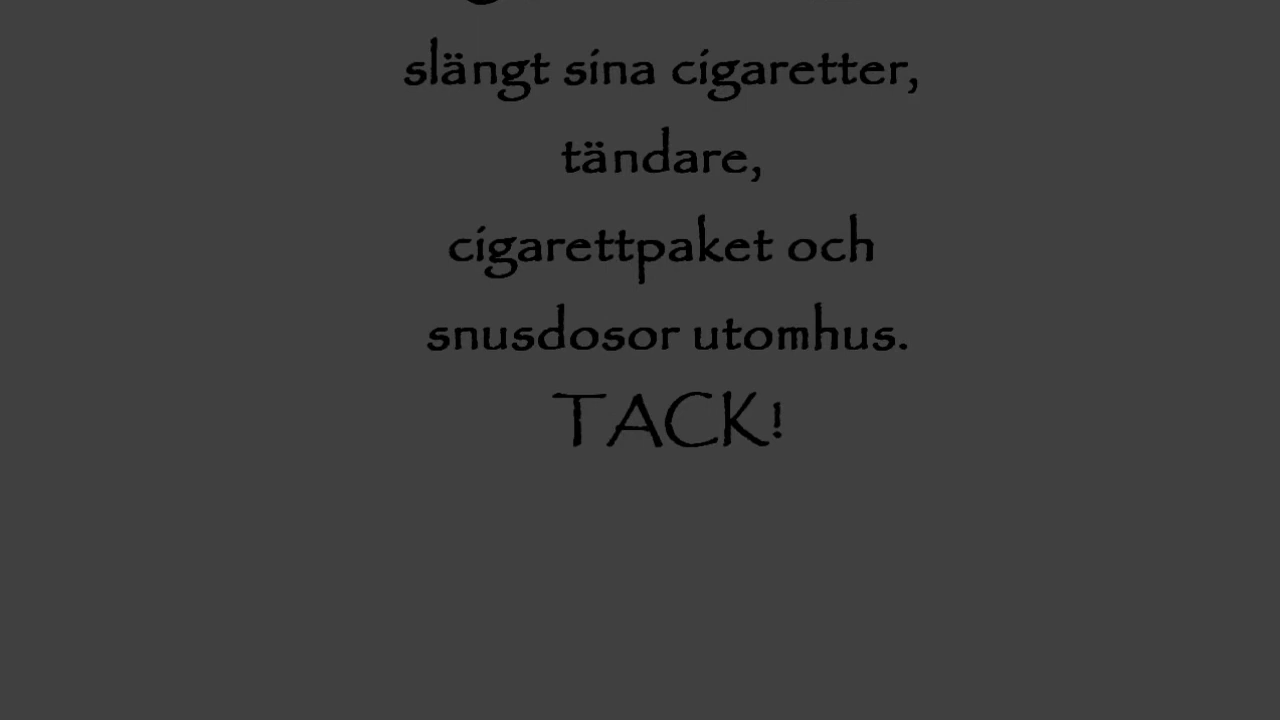 slängt sina cigaretter,
tändare,
cigarettpaket och
snusdosor utomhus.
TACK!